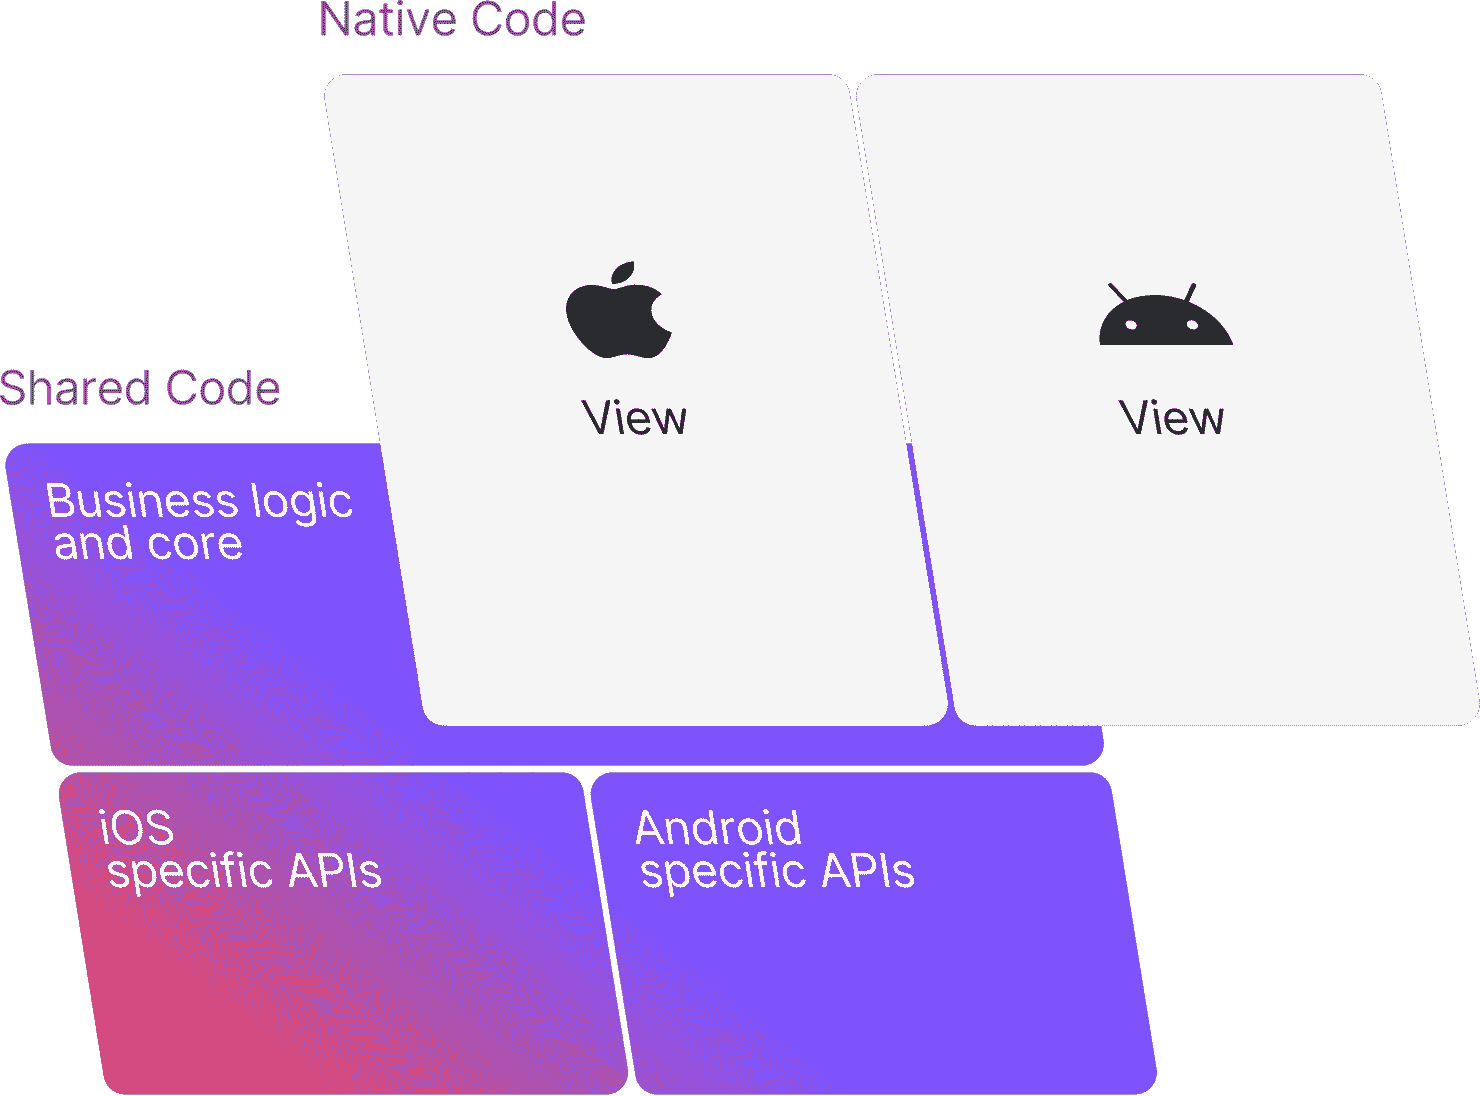 Native Code
View
View
Shared Code
Business logic
and core
iOS
specific APIs
Android
specific APIs